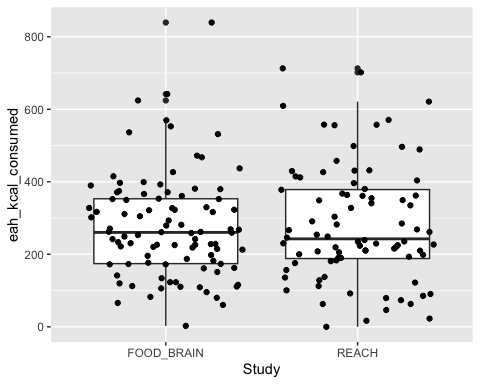 eah_kcal_consumed
800
600
400
200
0
FOOD_BRAIN REACH
Study